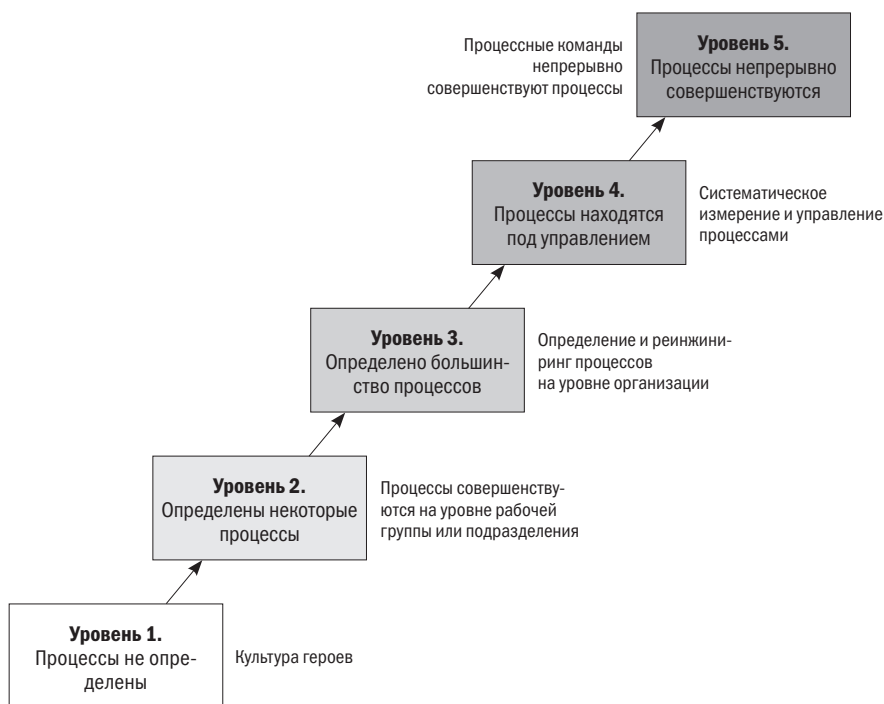 Процессные команды
непрерывно
совершенствуют процессы
Уровень 5.
Процессы непрерывно
совершенствуются
Уровень 4.
Процессы находятся
под управлением
Систематическое
измерение и управление
процессами
Уровень 3.
Определено большин-
ство процессов
Определение и реинжини-
ринг процессов
на уровне организации
Уровень 2.
Определены некоторые
процессы
Процессы совершенству-
ются на уровне рабочей
группы или подразделения
Уровень 1.
Процессы не опре-
делены
Культура героев